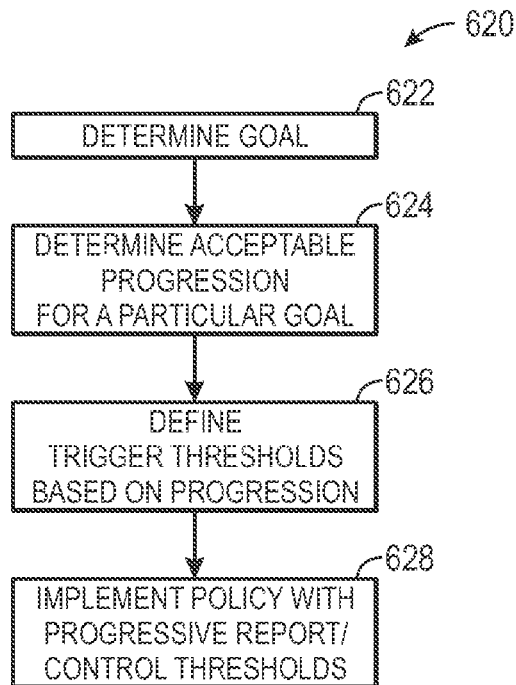 620
622
DETERMINE GOAL
624
DETERMINE ACCEPTABLE
PROGRESSION
FOR A PARTICULAR GOAL
626
DEFINE
TRIGGER THRESHOLDS
BASED ON PROGRESSION
628
IMPLEMENT POLICY WITH
PROGRESSIVE REPORT/
CONTROL THRESHOLDS